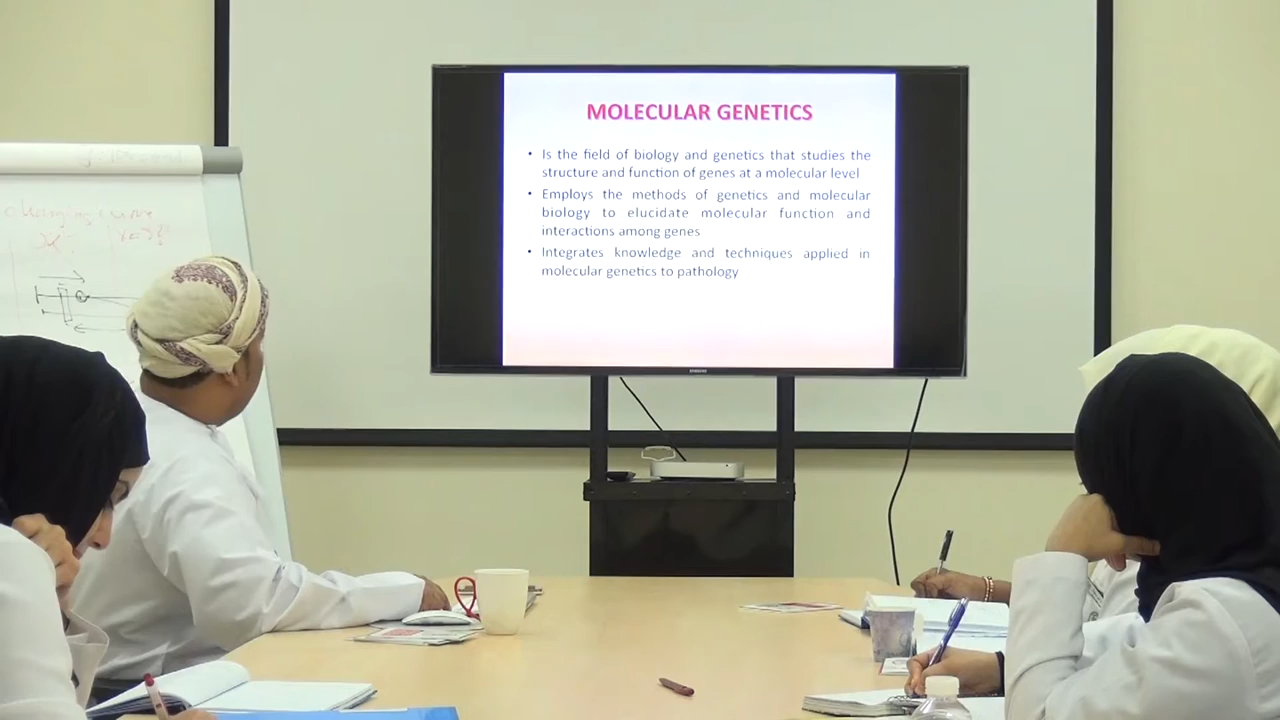 MOLECULAR GENETICS
• Is the field of biology and genetics that studies the
structure and function of genes at a molecular level
• Employs the methods of genetics and molecular
biology to elucidate molecular function and
interactions among genes
• Integrates knowledge and techniques applied in
molecular genetics to pathology
SAMSUNG